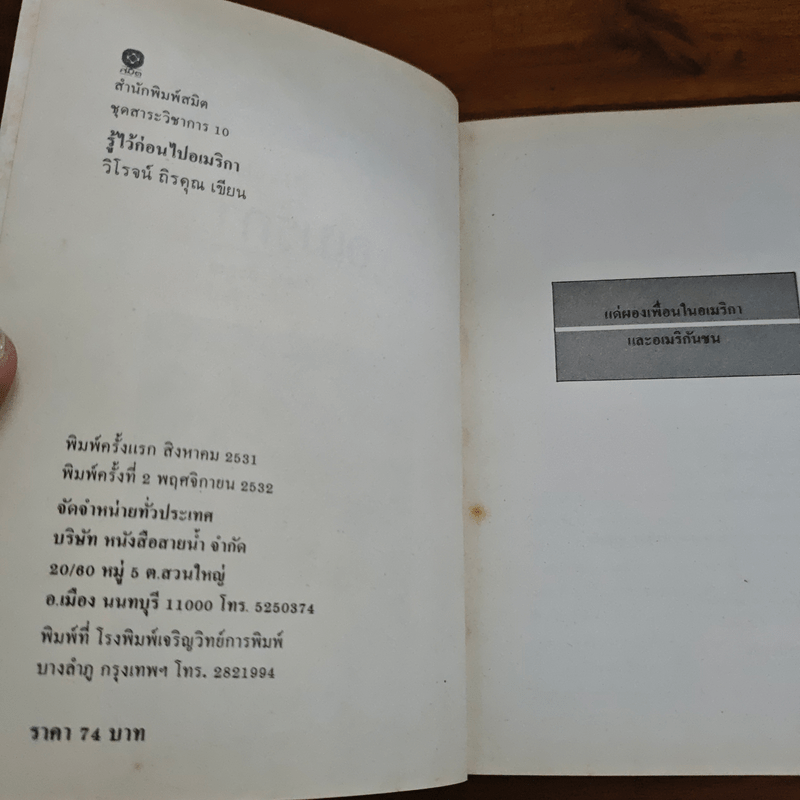 สมิต
สำนักพิมพ์สมิต
ชุดสาระวิชาการ 10
รู้ไว้ก่อนไปอเมริกา
วิโรจน์ ถิรคุณ เขียน
พิมพ์ครั้งแรก สิงหาคม 2531
พิมพ์ครั้งที่ 2 พฤศจิกายน 2532
จัดจำหน่ายทั่วประเทศ
บริษัท หนังสือสายน้ำ จำกัด
20/60 หมู่ 5 ต.สวนใหญ่
อ.เมือง นนทบุรี 11000 โทร. 5250374
พิมพ์ที่ โรงพิมพ์เจริญวิทย์การพิมพ์
บางลำภู กรุงเทพฯ โทร. 2821994
ราคา 74 บาท
แด่ผองเพื่อนในอเมริกา
และอเมริกันชน